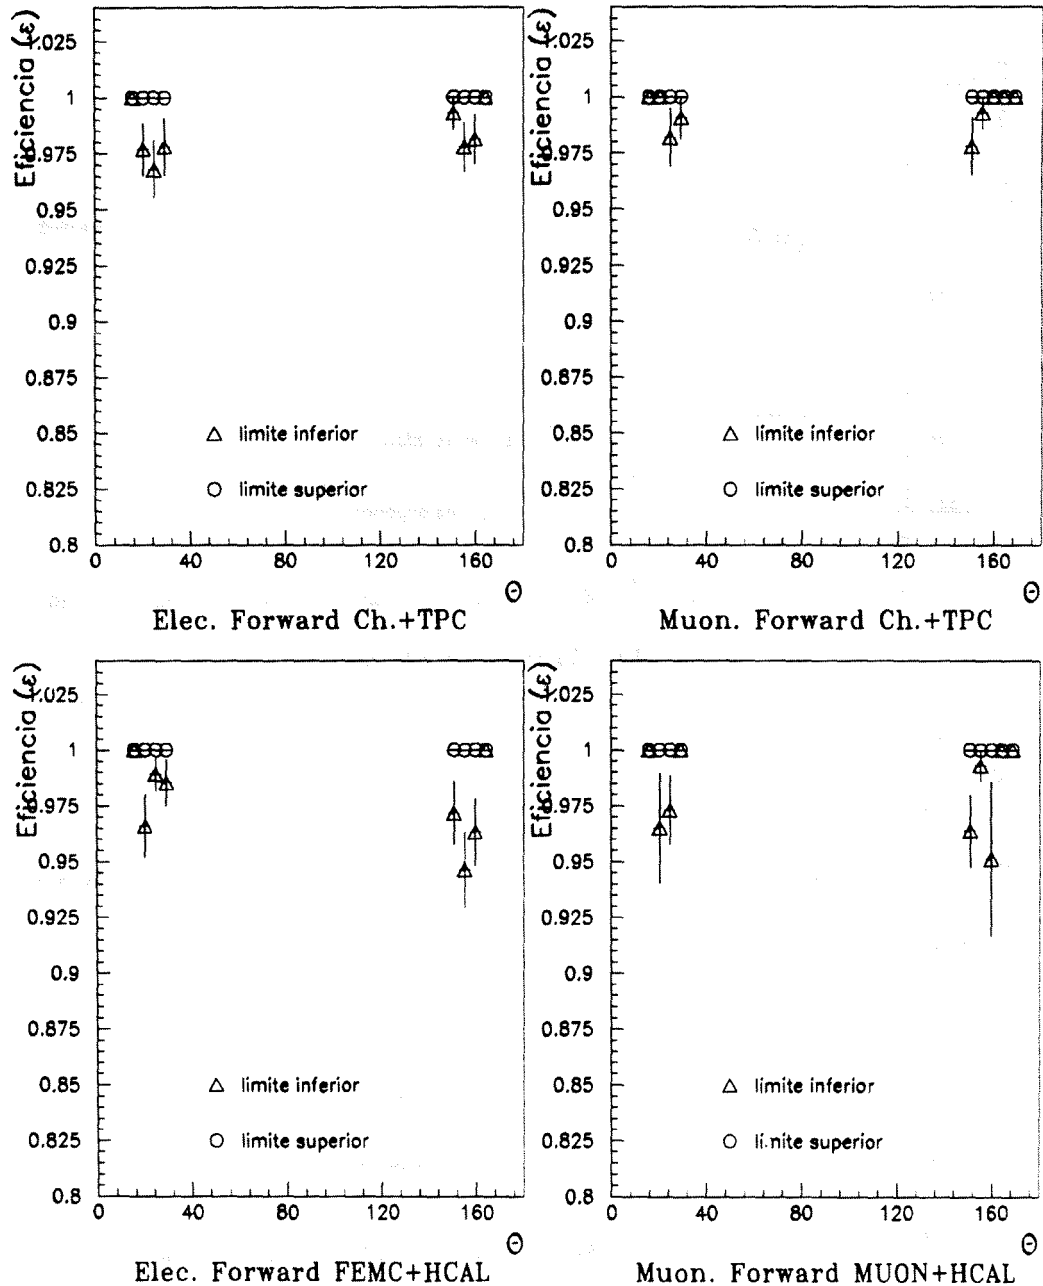 Eficiencia (ε)
1.025
1
0.975
0.95
0.925
0.9
0.875
0.85
0.825
0.8
limite inferior
limite superior
0 40 80 120 160
Θ
Elec. Forward Ch.+TPC
Eficiencia (ε)
1.025
1
0.975
0.95
0.925
0.9
0.875
0.85
0.825
0.8
limite inferior
limite superior
0 40 80 120 160
Θ
Muon. Forward Ch.+TPC
Eficiencia (ε)
1.025
1
0.975
0.95
0.925
0.9
0.875
0.85
0.825
0.8
limite inferior
limite superior
0 40 80 120 160
Θ
Elec. Forward FEMC+HCAL
Eficiencia (ε)
1.025
1
0.975
0.95
0.925
0.9
0.875
0.85
0.825
0.8
limite inferior
limite superior
0 40 80 120 160
Θ
Muon. Forward MUON+HCAL